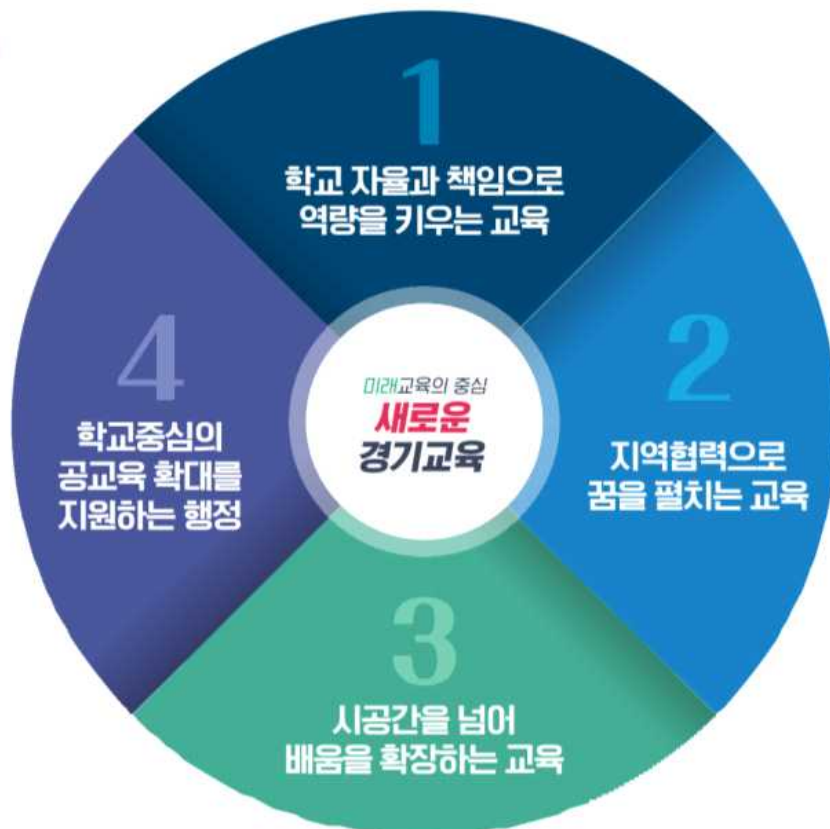 1
학교 자율과 책임으로
역량을 키우는 교육
2
지역협력으로
꿈을 펼치는 교육
3
시공간을 넘어
배움을 확장하는 교육
4
학교중심의
공교육 확대를
지원하는 행정
미래교육의 중심
새로운
경기교육